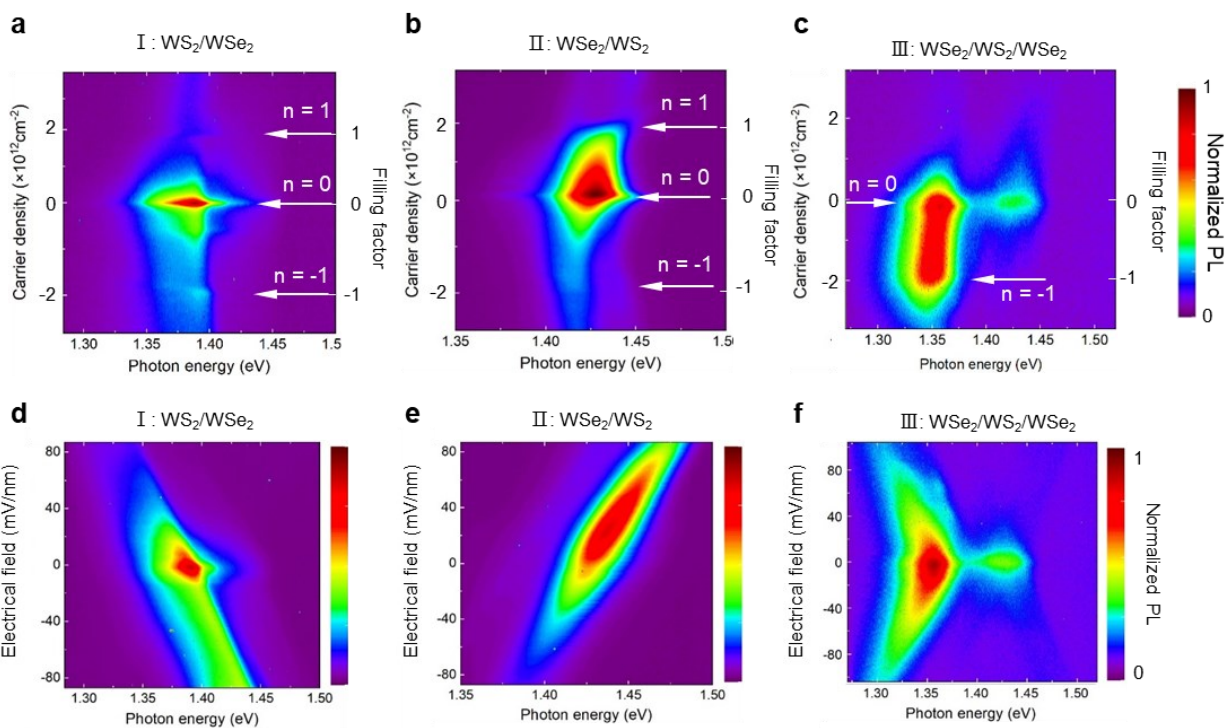 a
Ⅰ: WS₂/WSe₂
Carrier density (×10¹²cm⁻²)
2
0
-2
n = 1
n = 0
n = -1
1
0
-1
Filling factor
1.30
1.35
1.40
1.45
1.50
Photon energy (eV)
b
Ⅱ: WSe₂/WS₂
Carrier density (×10¹²cm⁻²)
2
0
-2
n = 1
n = 0
n = -1
1
0
-1
Filling factor
1.35
1.40
1.45
1.50
Photon energy (eV)
c
Ⅲ: WSe₂/WS₂/WSe₂
Carrier density (×10¹²cm⁻²)
2
0
-2
n = 0
n = -1
0
-1
Filling factor
1.30
1.35
1.40
1.45
1.50
Photon energy (eV)
1
0
Normalized PL
d
Ⅰ: WS₂/WSe₂
Electrical field (mV/nm)
80
40
0
-40
-80
1.30
1.35
1.40
1.45
1.50
Photon energy (eV)
e
Ⅱ: WSe₂/WS₂
Electrical field (mV/nm)
80
40
0
-40
-80
1.35
1.40
1.45
1.50
Photon energy (eV)
f
Ⅲ: WSe₂/WS₂/WSe₂
Electrical field (mV/nm)
80
40
0
-40
-80
1.30
1.35
1.40
1.45
1.50
Photon energy (eV)
1
0
Normalized PL